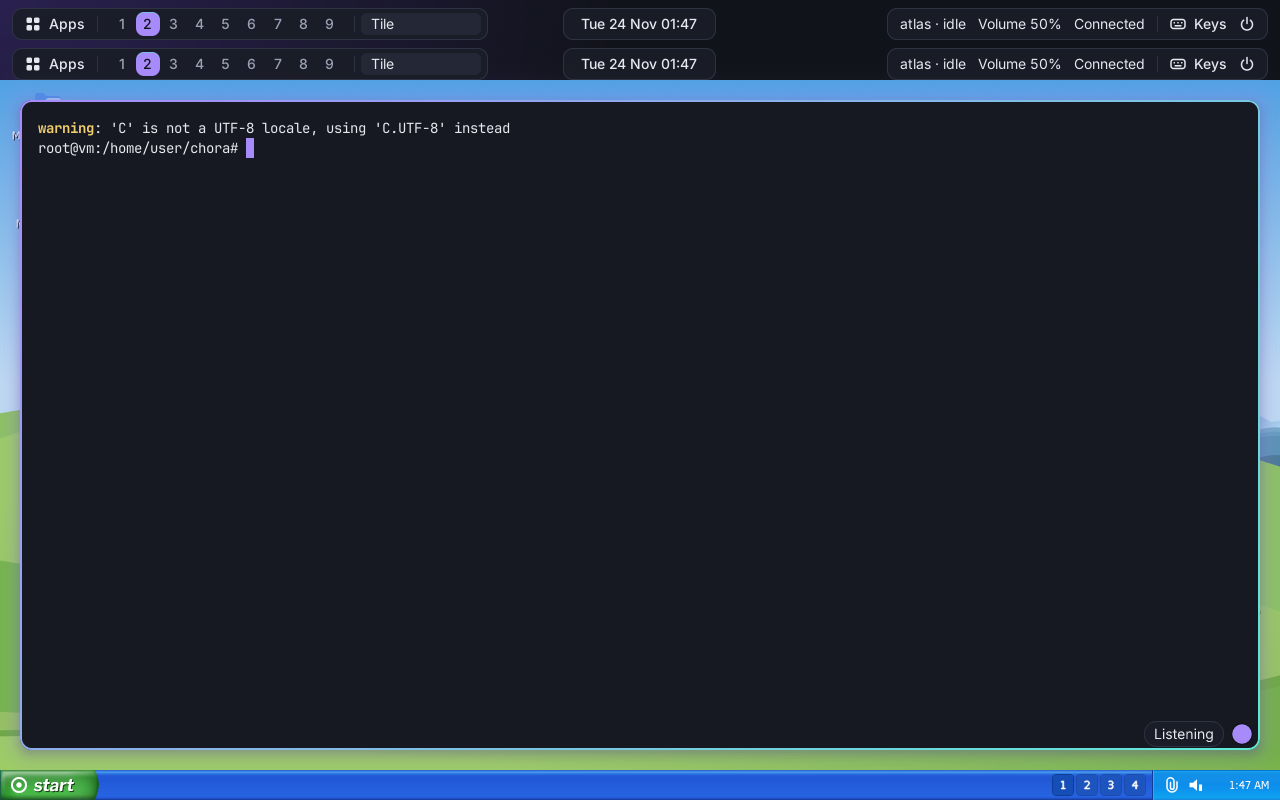 Apps 1 2 3 4 5 6 7 8 9 Tile Tue 24 Nov 01:47 atlas · idle Volume 50% Connected Keys
Apps 1 2 3 4 5 6 7 8 9 Tile Tue 24 Nov 01:47 atlas · idle Volume 50% Connected Keys
warning: 'C' is not a UTF-8 locale, using 'C.UTF-8' instead
root@vm:/home/user/chora#
Listening
start 1 2 3 4 1:47 AM